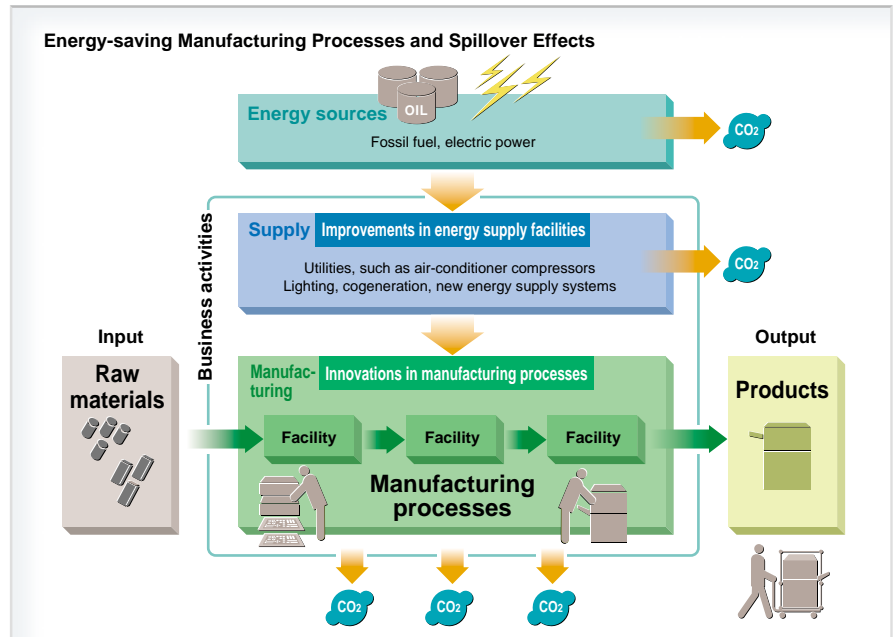 Energy-saving Manufacturing Processes and Spillover Effects
OIL
Energy sources
Fossil fuel, electric power
CO2
Business activities
Supply
Improvements in energy supply facilities
Utilities, such as air-conditioner compressors
Lighting, cogeneration, new energy supply systems
CO2
Input
Raw
materials
Manufac-
turing
Innovations in manufacturing processes
Facility
Facility
Facility
Manufacturing
processes
Output
Products
CO2
CO2
CO2